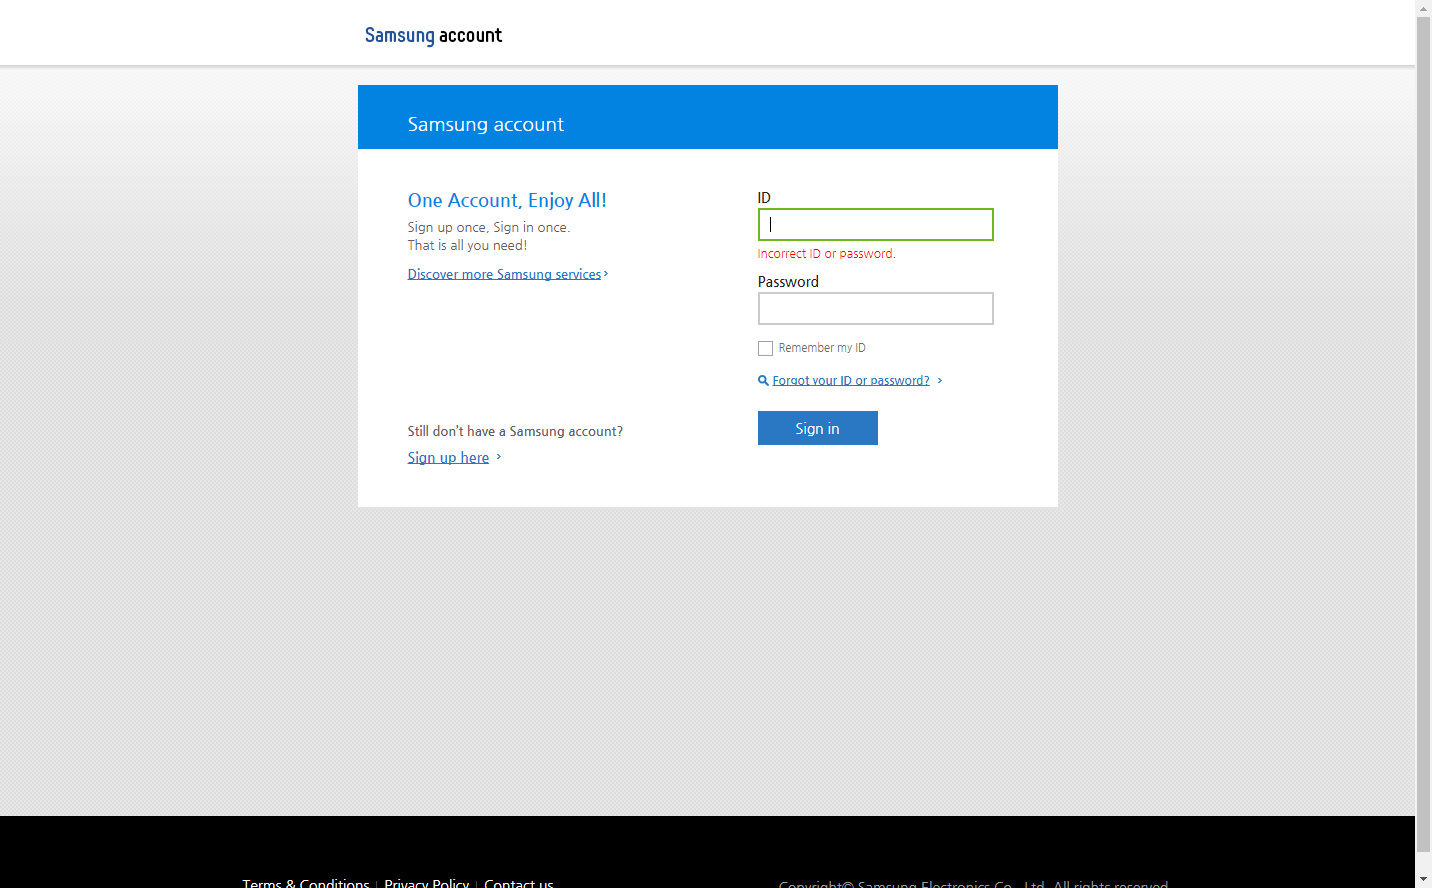 Samsung account
Samsung account
One Account, Enjoy All!
Sign up once, Sign in once.
That is all you need!
Discover more Samsung services
Still don't have a Samsung account?
Sign up here
ID
Incorrect ID or password.
Password
Remember my ID
Forgot your ID or password?
Sign in
Terms & Conditions | Privacy Policy | Contact us
Copyright© Samsung Electronics Co., Ltd. All rights reserved.